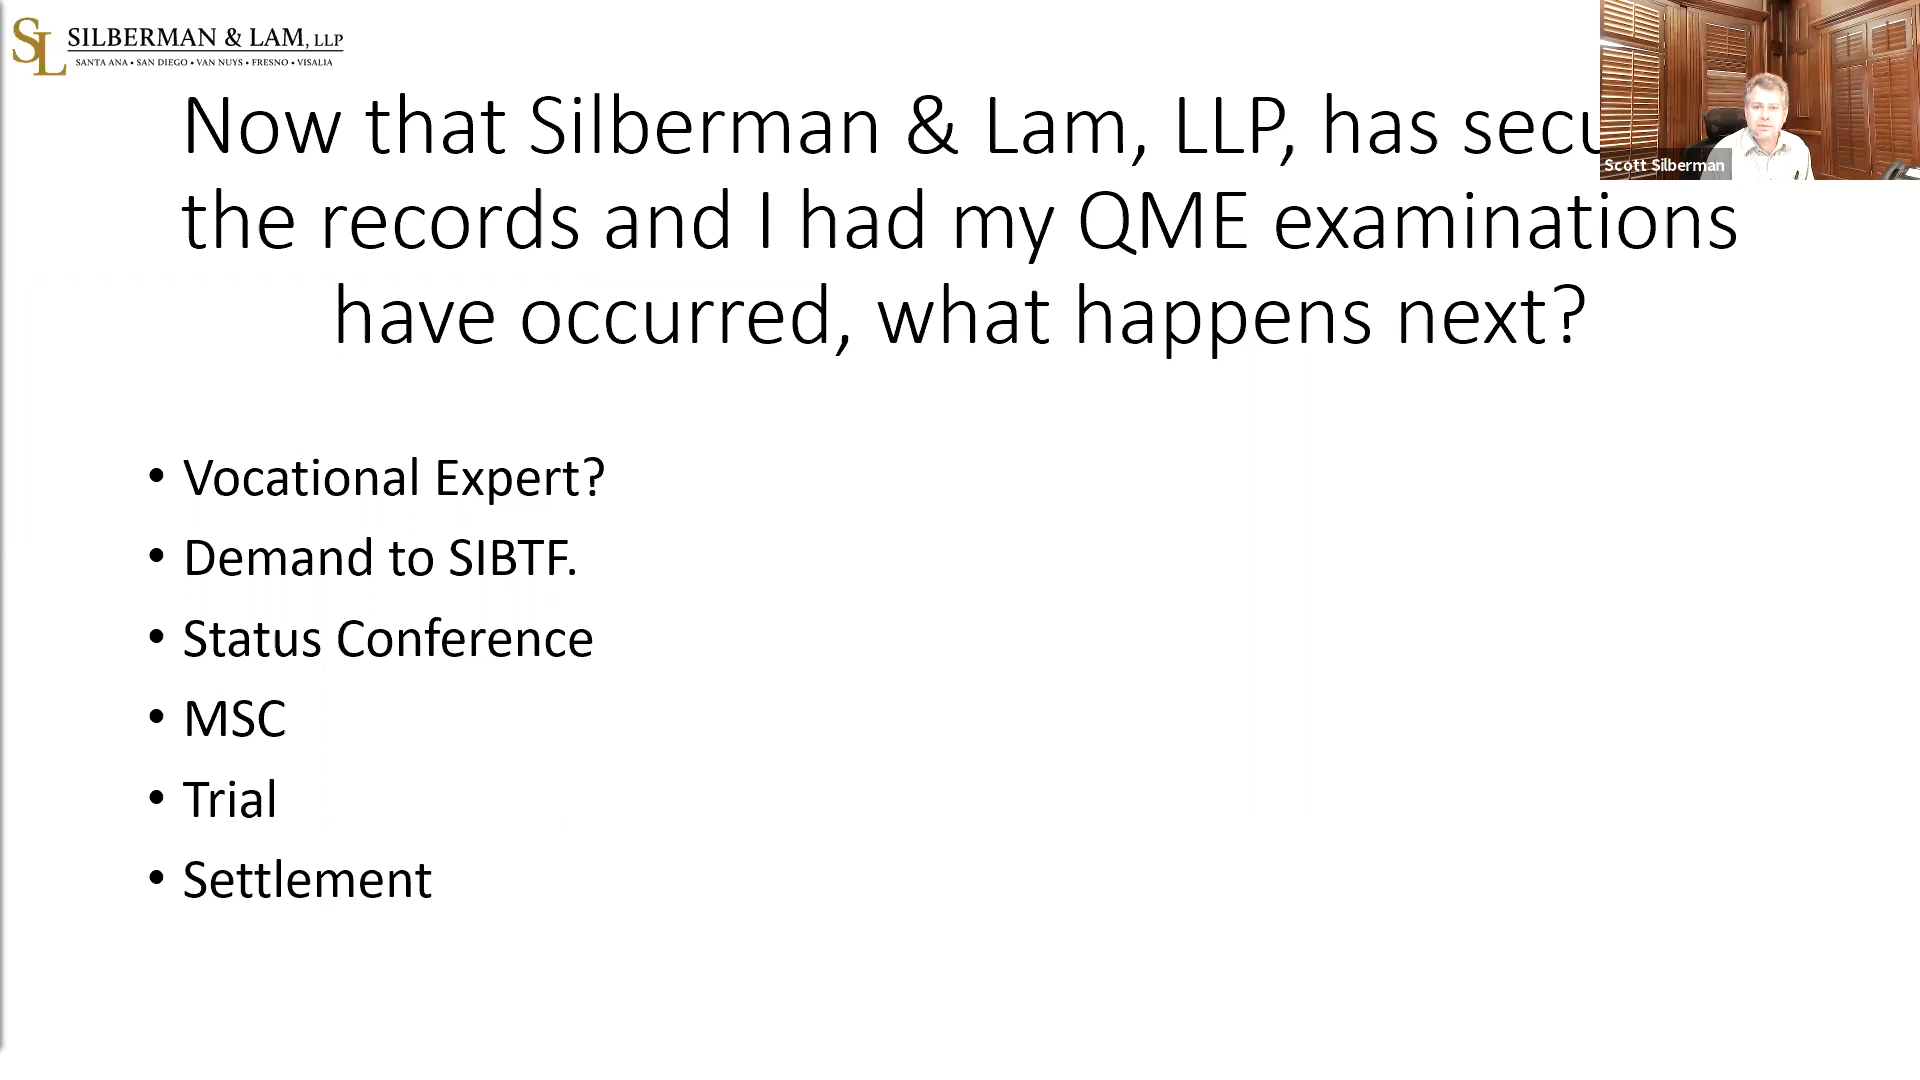 SL SILBERMAN & LAM, LLP
SANTA ANA • SAN DIEGO • VAN NUYS • FRESNO • VISALIA
Now that Silberman & Lam, LLP, has
the records and I had my QME examinations
have occurred, what happens next?
Scott Silberman
• Vocational Expert?
• Demand to SIBTF.
• Status Conference
• MSC
• Trial
• Settlement